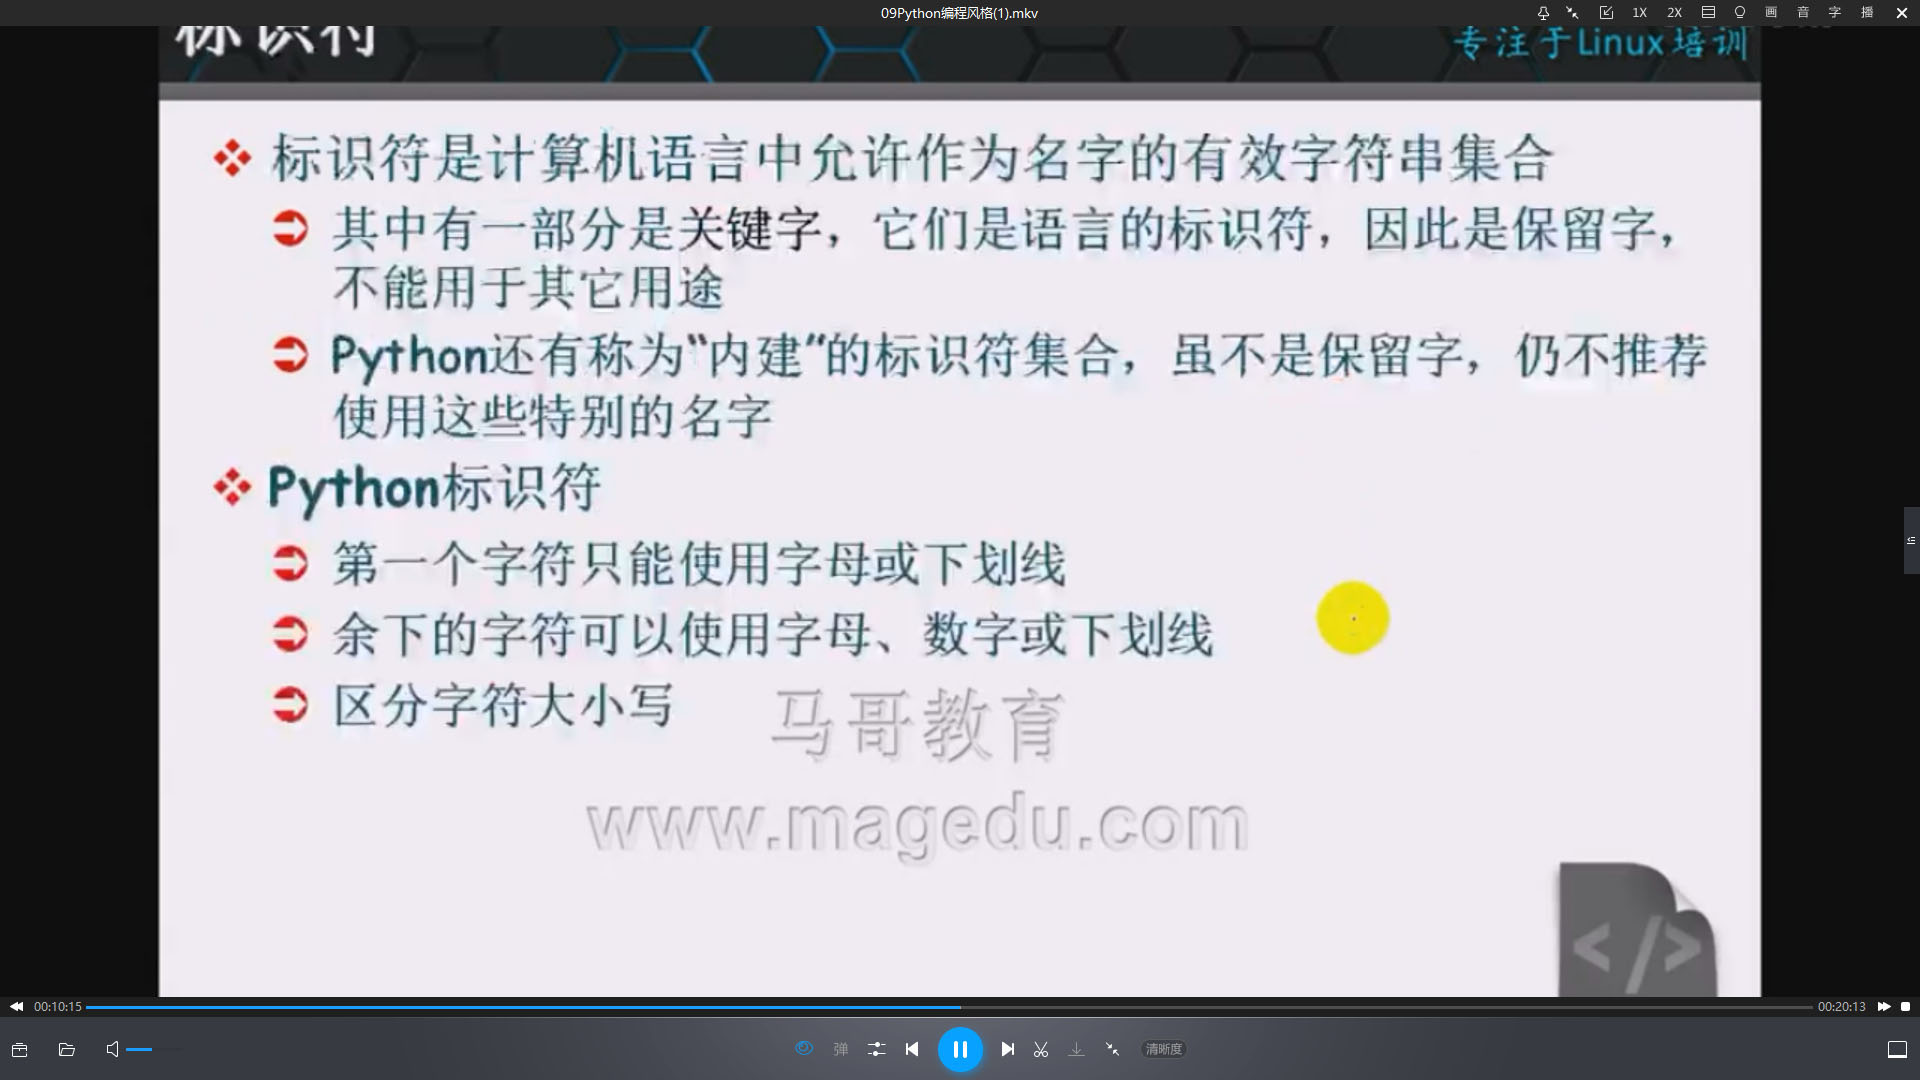 09Python编程风格(1).mkv
1X 2X 画 音 字 播
标识符
专注于Linux培训
标识符是计算机语言中允许作为名字的有效字符串集合
其中有一部分是关键字，它们是语言的标识符，因此是保留字，
不能用于其它用途
Python还有称为“内建”的标识符集合，虽不是保留字，仍不推荐
使用这些特别的名字
Python标识符
第一个字符只能使用字母或下划线
余下的字符可以使用字母、数字或下划线
区分字符大小写
马哥教育
www.magedu.com
</>
00:10:15
00:20:13
弹
清晰度